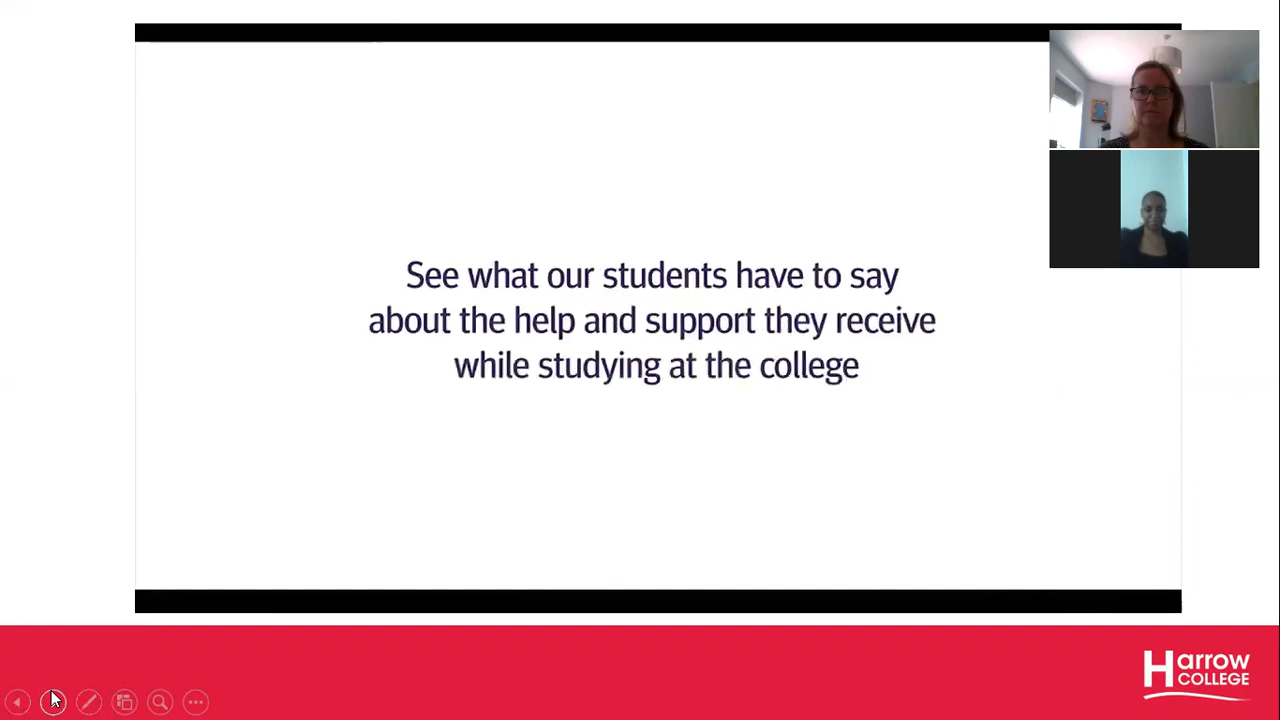 See what our students have to say
about the help and support they receive
while studying at the college
Harrow
COLLEGE